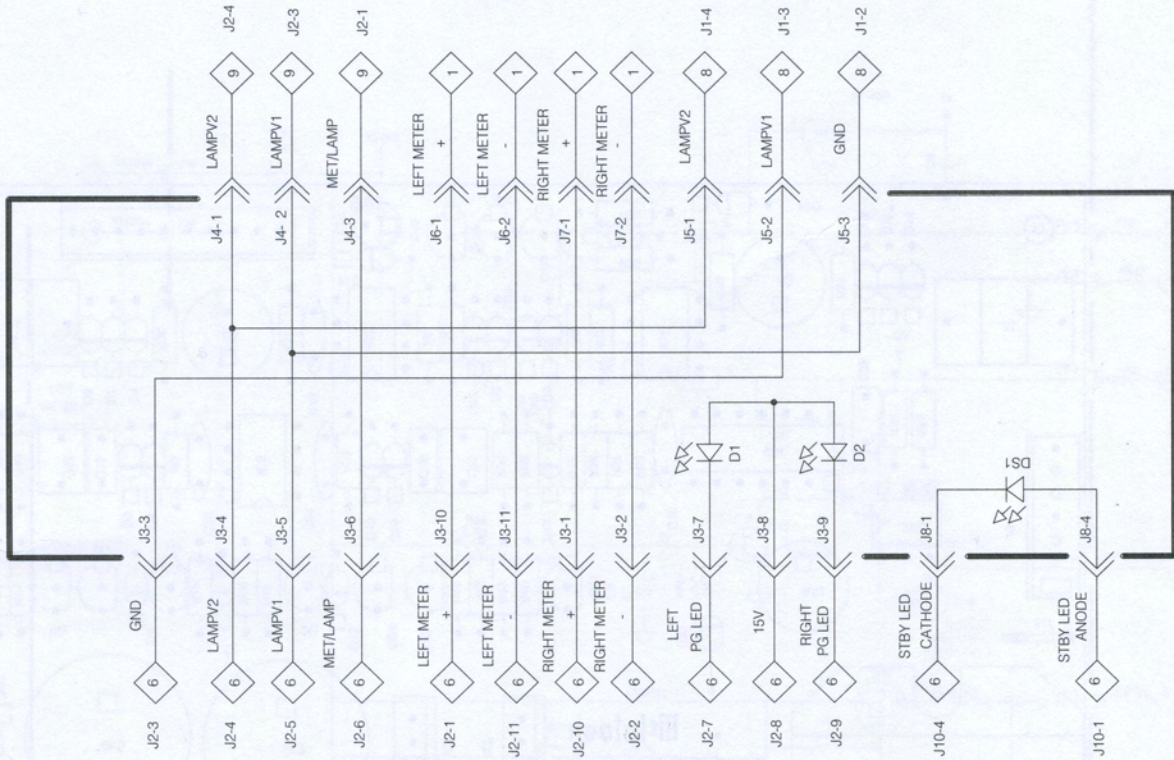 J2-3 6 GND J3-3
J2-4 6 LAMPV2 J3-4 J4-1 LAMPV2 9 J2-4
J2-5 6 LAMPV1 J3-5 J4-2 LAMPV1 9 J2-3
J2-6 6 MET/LAMP J3-6 J4-3 MET/LAMP 9 J2-1
J2-1 6 LEFT METER + J3-10 J6-1 LEFT METER + 1
J2-11 6 LEFT METER - J3-11 J6-2 LEFT METER - 1
J2-10 6 RIGHT METER + J3-1 J7-1 RIGHT METER + 1
J2-2 6 RIGHT METER - J3-2 J7-2 RIGHT METER - 1
J2-7 6 LEFT
PG LED J3-7 D1 J5-1 LAMPV2 8 J1-4
J2-8 6 15V J3-8 J5-2 LAMPV1 8 J1-3
J2-9 6 RIGHT
PG LED J3-9 D2 J5-3 GND 8 J1-2
J10-4 6 STBY LED
CATHODE J8-1
DS1
J10-1 6 STBY LED
ANODE J8-4